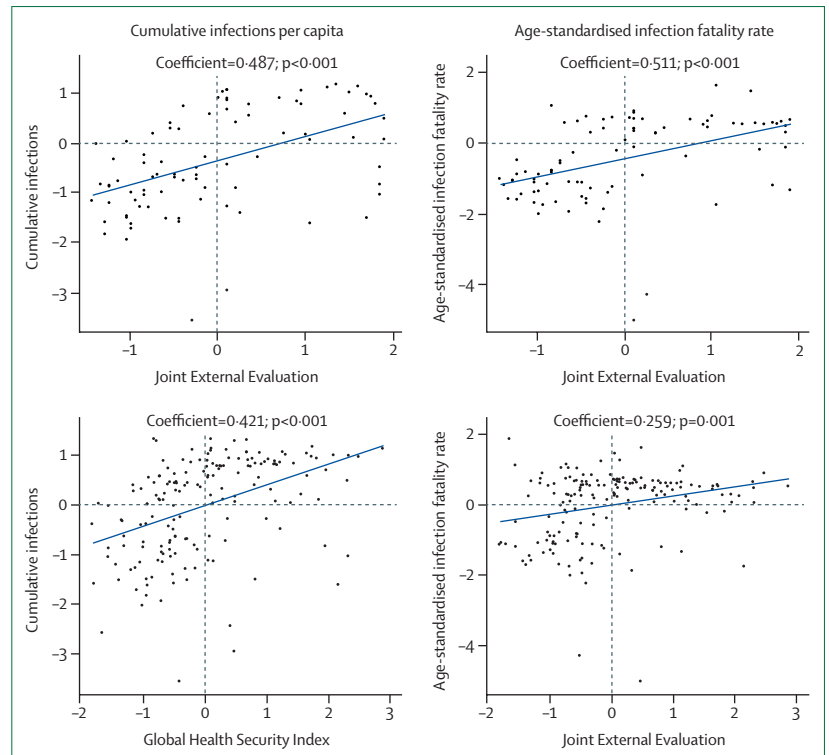 Cumulative infections per capita
Age-standardised infection fatality rate
Coefficient=0·487; p<0·001
1
0
–1
–2
–3
Cumulative infections
–1
0
1
2
Joint External Evaluation
Coefficient=0·511; p<0·001
2
0
–2
–4
Age-standardised infection fatality rate
–1
0
1
2
Joint External Evaluation
Coefficient=0·421; p<0·001
1
0
–1
–2
–3
Cumulative infections
–2
–1
0
1
2
3
Global Health Security Index
Coefficient=0·259; p=0·001
2
0
–2
–4
Age-standardised infection fatality rate
–2
–1
0
1
2
3
Joint External Evaluation